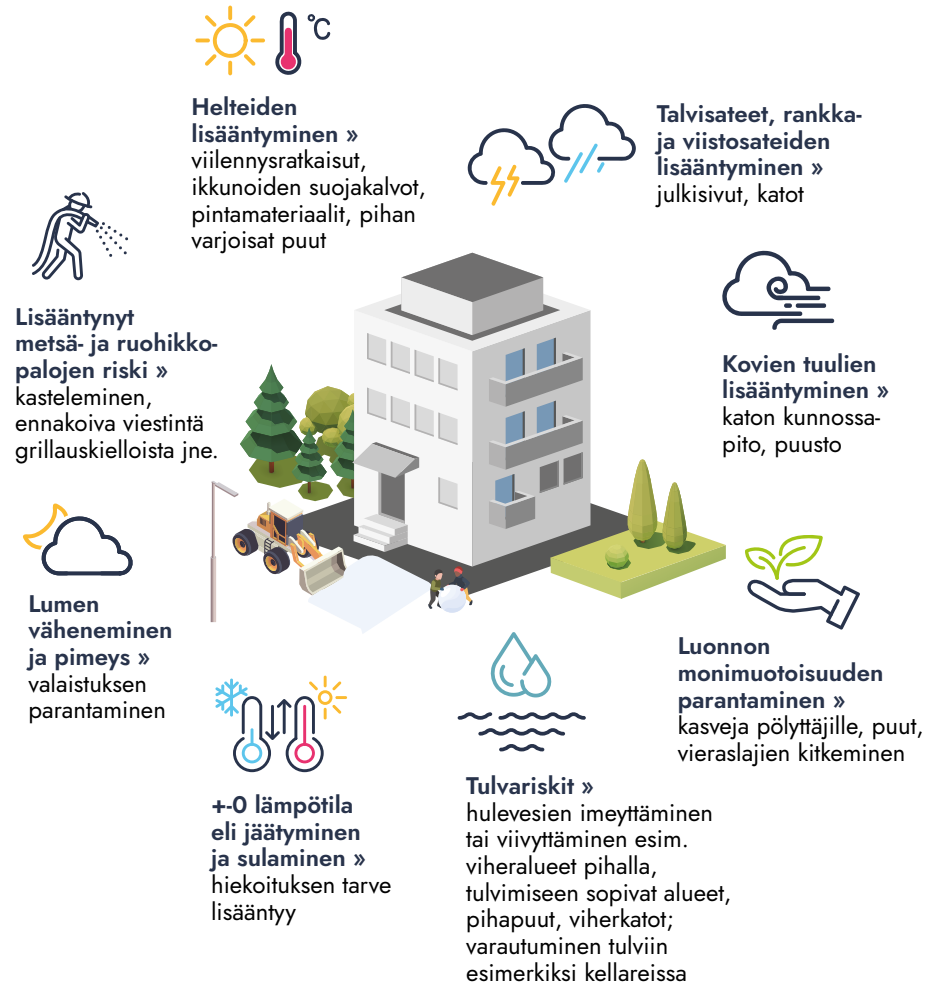 °C
Helteiden
lisääntyminen »
viilennysratkaisut,
ikkunoiden suojakalvot,
pintamateriaalit, pihan
varjoisat puut
Talvisateet, rankka-
ja viistosateiden
lisääntyminen »
julkisivut, katot
Lisääntynyt
metsä- ja ruohikko-
palojen riski »
kasteleminen,
ennakoiva viestintä
grillauskielloista jne.
Kovien tuulien
lisääntyminen »
katon kunnossa-
pito, puusto
Lumen
väheneminen
ja pimeys »
valaistuksen
parantaminen
Luonnon
monimuotoisuuden
parantaminen »
kasveja pölyttäjille, puut,
vieraslajien kitkeminen
+-0 lämpötila
eli jäätyminen
ja sulaminen »
hiekoituksen tarve
lisääntyy
Tulvariskit »
hulevesien imeyttäminen
tai viivyttäminen esim.
viheralueet pihalla,
tulvimiseen sopivat alueet,
pihapuut, viherkatot;
varautuminen tulviin
esimerkiksi kellareissa